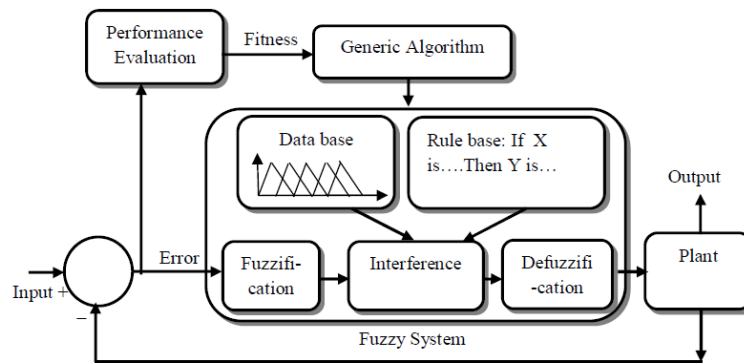 Performance
Evaluation
Fitness
Generic Algorithm
Data base
Rule base: If X
is….Then Y is…
Output
Error
Fuzzifi-
cation
Interference
Defuzzifi
-cation
Plant
Input +
−
Fuzzy System